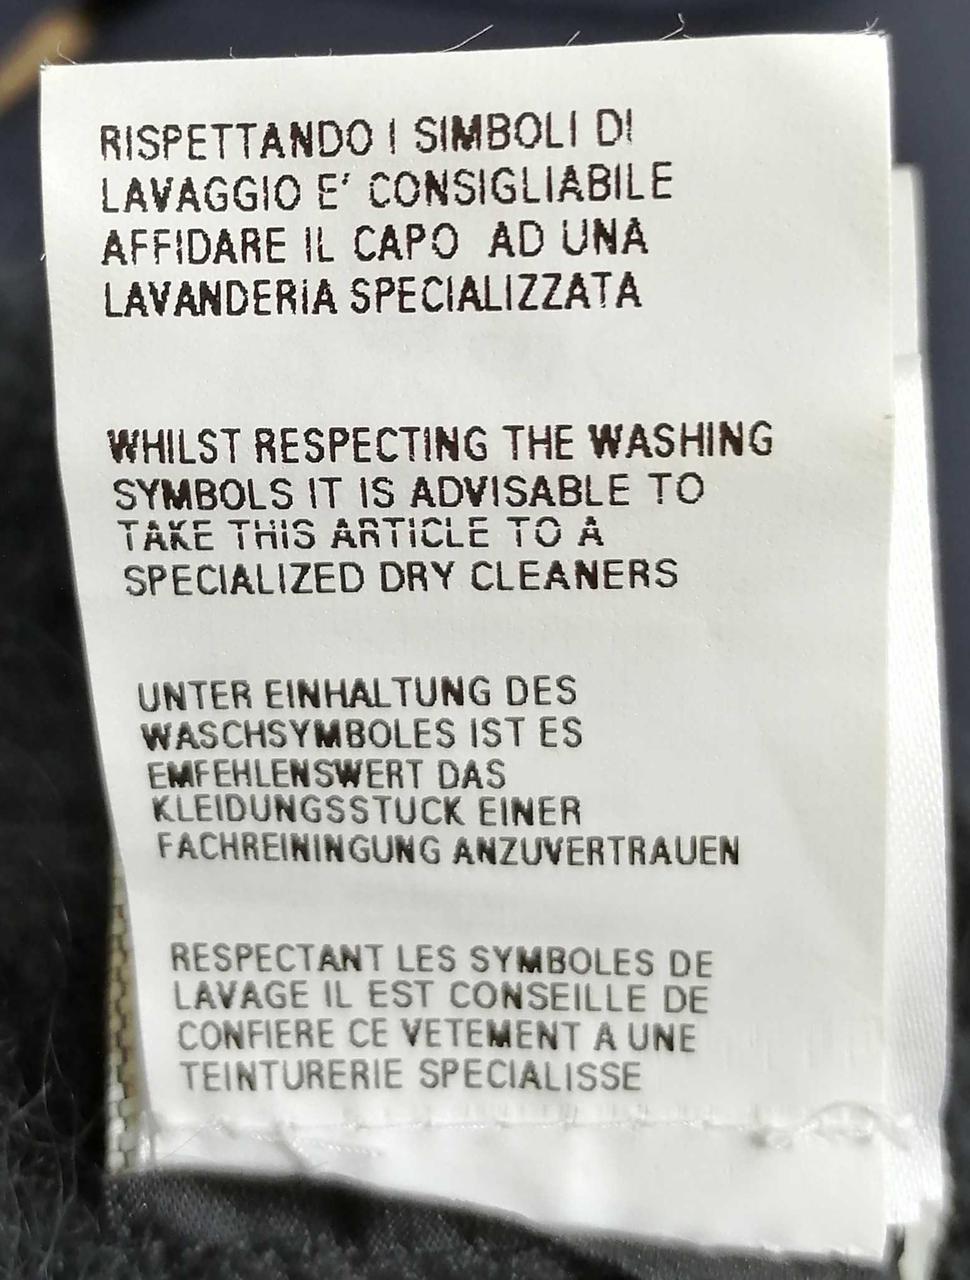 RISPETTANDO I SIMBOLI DI
LAVAGGIO E' CONSIGLIABILE
AFFIDARE IL CAPO AD UNA
LAVANDERIA SPECIALIZZATA
WHILST RESPECTING THE WASHING
SYMBOLS IT IS ADVISABLE TO
TAKE THIS ARTICLE TO A
SPECIALIZED DRY CLEANERS
UNTER EINHALTUNG DES
WASCHSYMBOLES IST ES
EMFEHLENSWERT DAS
KLEIDUNGSSTUCK EINER
FACHREININGUNG ANZUVERTRAUEN
RESPECTANT LES SYMBOLES DE
LAVAGE IL EST CONSEILLE DE
CONFIERE CE VETEMENT A UNE
TEINTURERIE SPECIALISSE